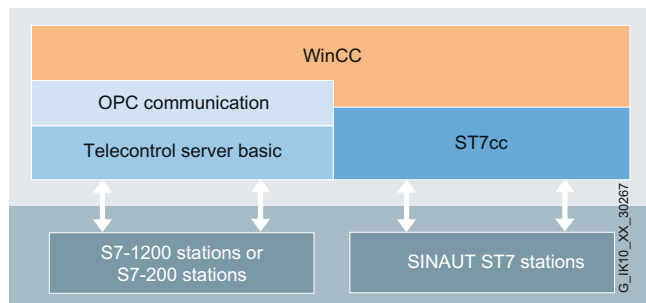 WinCC
OPC communication
Telecontrol server basic
ST7cc
S7-1200 stations or
S7-200 stations
SINAUT ST7 stations
G_IK10_XX_30267